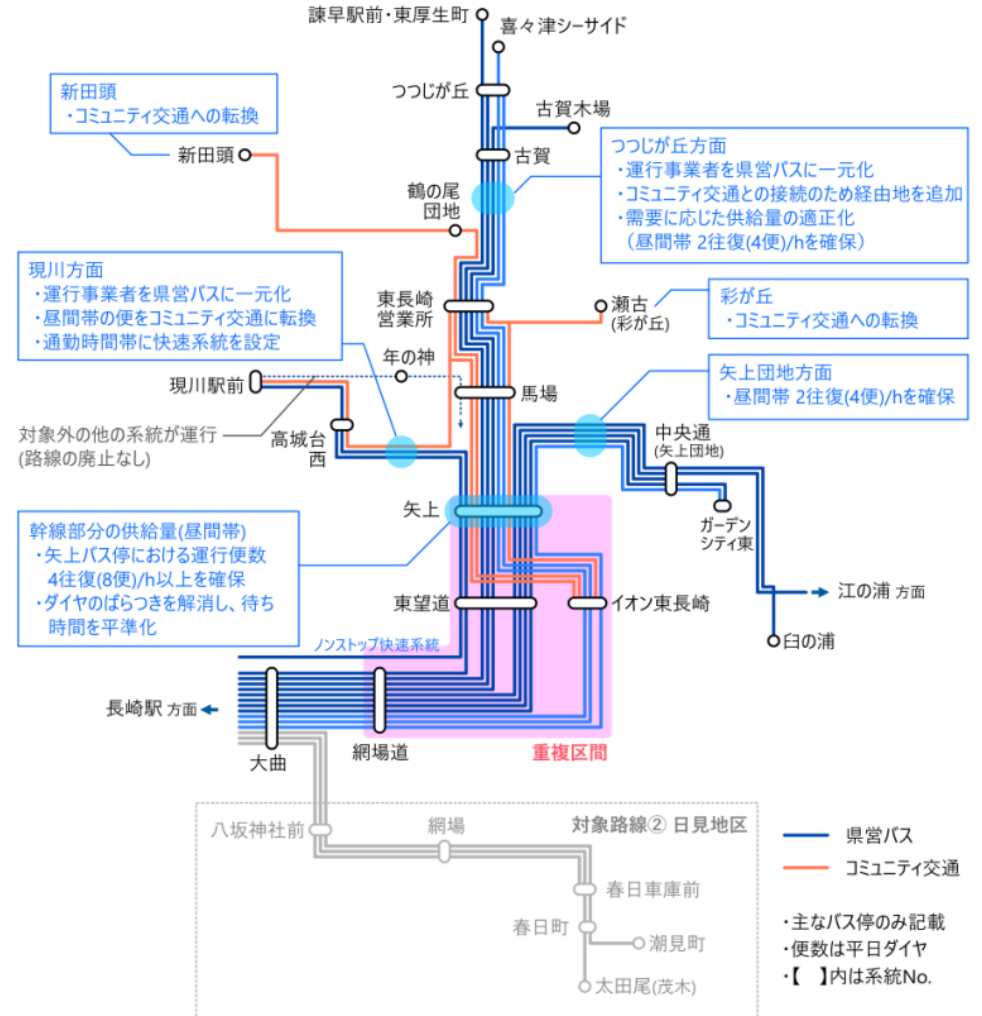 諫早駅前・東厚生町
喜々津シーサイド
つつじが丘
古賀木場
古賀
新田頭
・コミュニティ交通への転換
新田頭
鶴の尾
団地
つつじが丘方面
・運行事業者を県営バスに一元化
・コミュニティ交通との接続のため経由地を追加
・需要に応じた供給量の適正化
（昼間帯 2往復(4便)/hを確保）
現川方面
・運行事業者を県営バスに一元化
・昼間帯の便をコミュニティ交通に転換
・通勤時間帯に快速系統を設定
東長崎
営業所
瀬古
(彩が丘)
彩が丘
・コミュニティ交通への転換
年の神
現川駅前
馬場
矢上団地方面
・昼間帯 2往復(4便)/hを確保
対象外の他の系統が運行
(路線の廃止なし)
高城台
西
中央通
(矢上団地)
矢上
ガーデン
シティ東
幹線部分の供給量(昼間帯)
・矢上バス停における運行便数
4往復(8便)/h以上を確保
・ダイヤのばらつきを解消し、待ち
時間を平準化
東望道
イオン東長崎
江の浦 方面
臼の浦
ノンストップ快速系統
長崎駅 方面
大曲
網場道
重複区間
八坂神社前
網場
対象路線② 日見地区
春日車庫前
春日町
潮見町
太田尾(茂木)
県営バス
コミュニティ交通
・主なバス停のみ記載
・便数は平日ダイヤ
・【　】内は系統No.